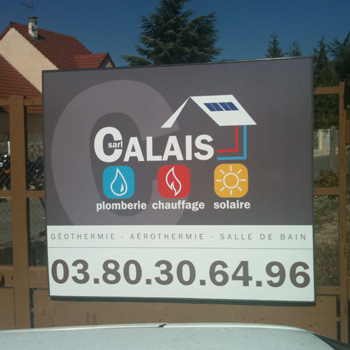 sarl
CALAIS
plomberie chauffage solaire
GÉOTHERMIE - AÉROTHERMIE - SALLE DE BAIN
03.80.30.64.96